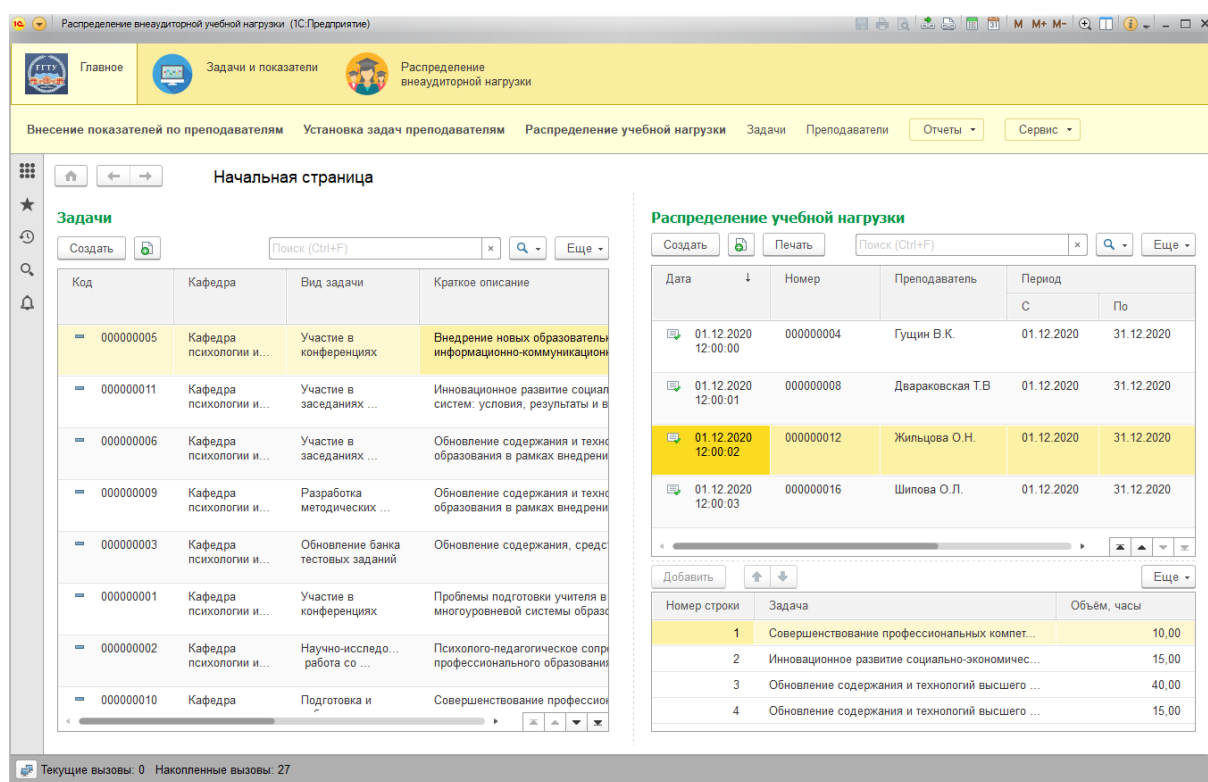 Распределение внеаудиторной учебной нагрузки (1С:Предприятие)
M M+ M-
ГГТУ
Главное
Задачи и показатели
Распределение
внеаудиторной нагрузки
Внесение показателей по преподавателям Установка задач преподавателям Распределение учебной нагрузки Задачи Преподаватели Отчеты Сервис
Начальная страница
Задачи
Создать Поиск (Ctrl+F) × Еще
Код Кафедра Вид задачи Краткое описание
000000005 Кафедра Участие в Внедрение новых образователь
психологии и... конференциях информационно-коммуникацион
000000011 Кафедра Участие в Инновационное развитие социал
психологии и... заседаниях ... систем: условия, результаты и в
000000006 Кафедра Участие в Обновление содержания и техно
психологии и... заседаниях ... образования в рамках внедрени
000000009 Кафедра Разработка Обновление содержания и техно
психологии и... методических ... образования в рамках внедрени
000000003 Кафедра Обновление банка Обновление содержания, средс
психологии и... тестовых заданий
000000001 Кафедра Участие в Проблемы подготовки учителя в
психологии и... конференциях многоуровневой системы образо
000000002 Кафедра Научно-исследо... Психолого-педагогическое сопр
психологии и... работа со ... профессионального образования
000000010 Кафедра Подготовка и Совершенствование профессион
Распределение учебной нагрузки
Создать Печать Поиск (Ctrl+F) × Еще
Дата ↓ Номер Преподаватель Период
С По
01.12.2020 000000004 Гущин В.К. 01.12.2020 31.12.2020
12:00:00
01.12.2020 000000008 Двараковская Т.В 01.12.2020 31.12.2020
12:00:01
01.12.2020 000000012 Жильцова О.Н. 01.12.2020 31.12.2020
12:00:02
01.12.2020 000000016 Шипова О.Л. 01.12.2020 31.12.2020
12:00:03
Добавить Еще
Номер строки Задача Объём, часы
1 Совершенствование профессиональных компет... 10,00
2 Инновационное развитие социально-экономичес... 15,00
3 Обновление содержания и технологий высшего ... 40,00
4 Обновление содержания и технологий высшего ... 15,00
Текущие вызовы: 0 Накопленные вызовы: 27